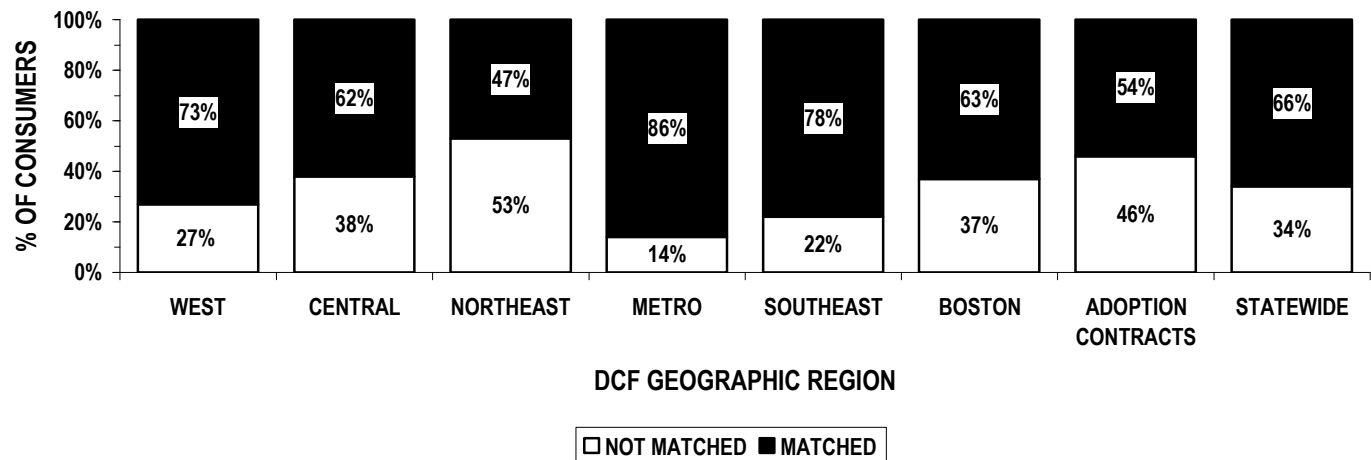 % OF CONSUMERS
100%
80%
60%
40%
20%
0%
73%
62%
47%
86%
78%
63%
54%
66%
27%
38%
53%
14%
22%
37%
46%
34%
WEST
CENTRAL
NORTHEAST
METRO
SOUTHEAST
BOSTON
ADOPTION
CONTRACTS
STATEWIDE
DCF GEOGRAPHIC REGION
NOT MATCHED MATCHED